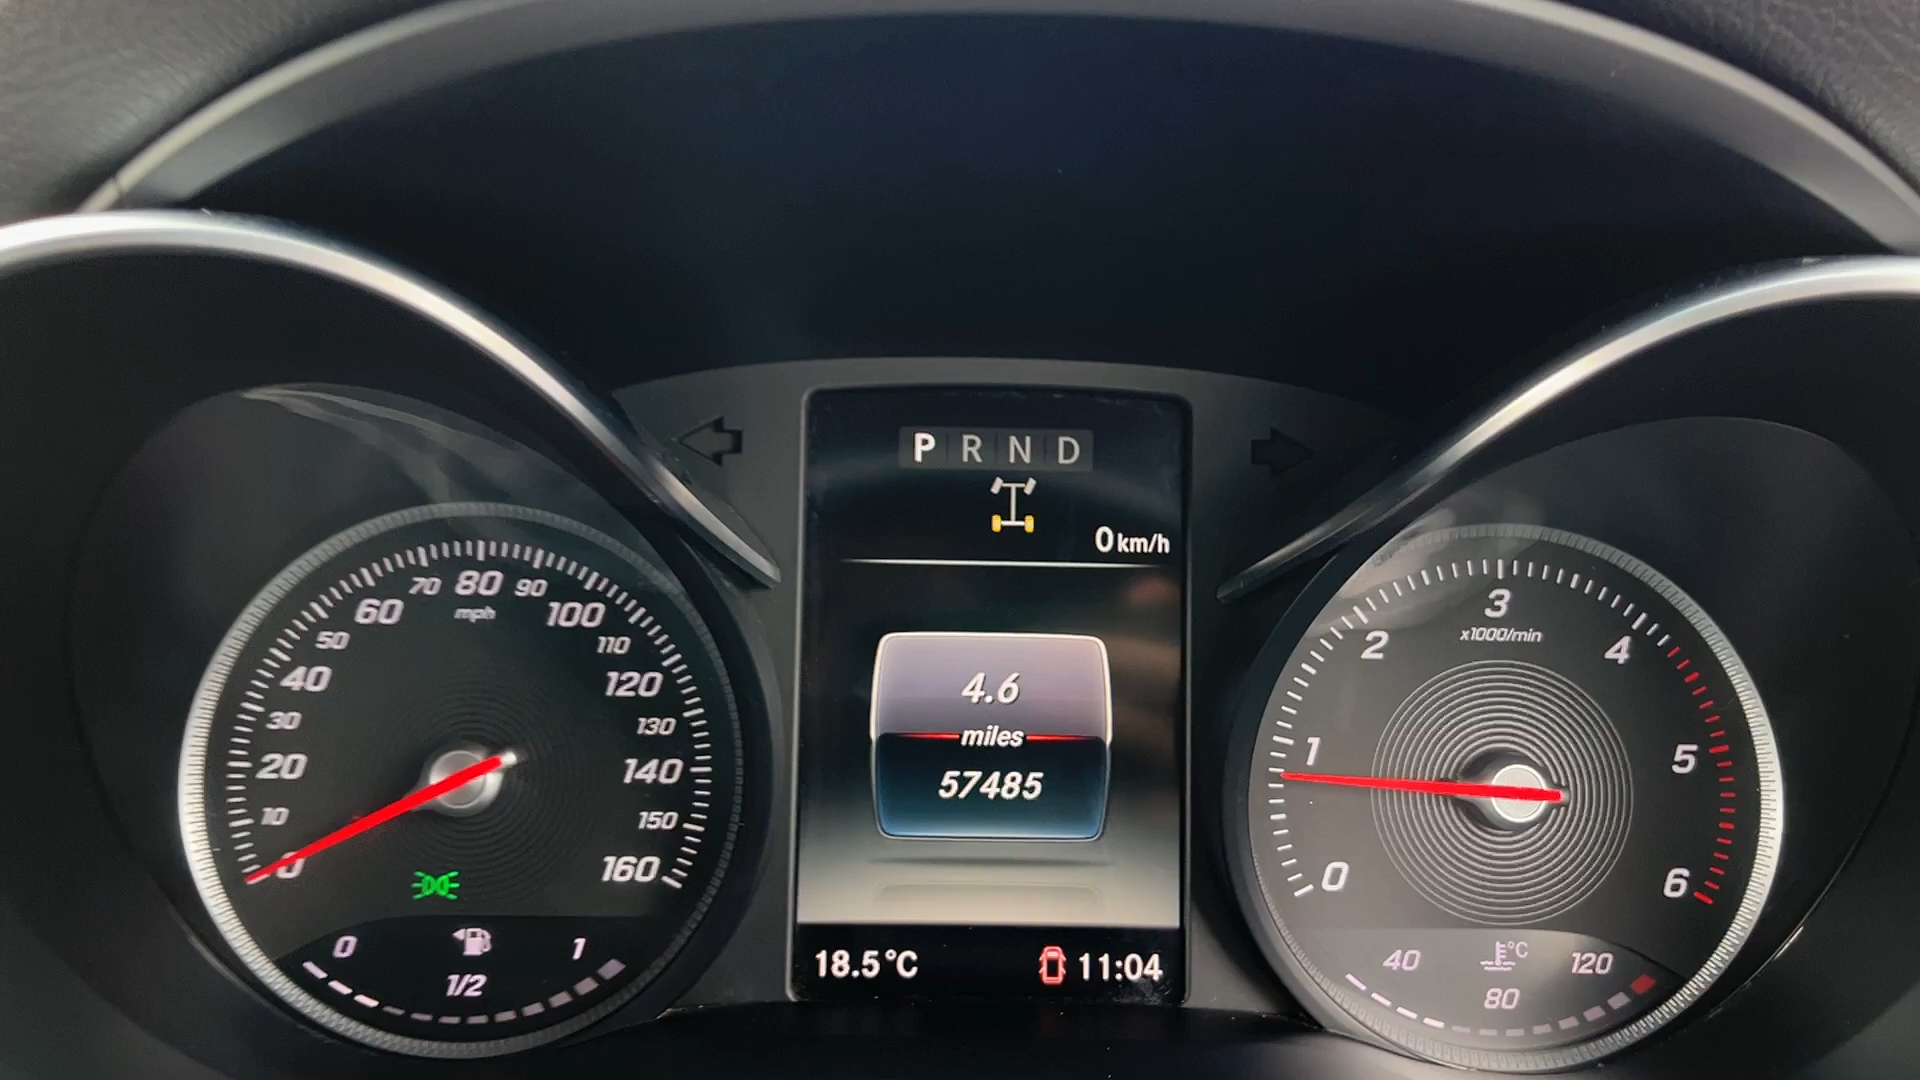 P R N D
0 km/h
4.6
miles
57485
18.5°C
11:04
0 10 20 30 40 50 60 70 80 90 100 110 120 130 140 150 160
mph
0 1/2 1
0 1 2 3 4 5 6
x1000/min
40 80 120
°C